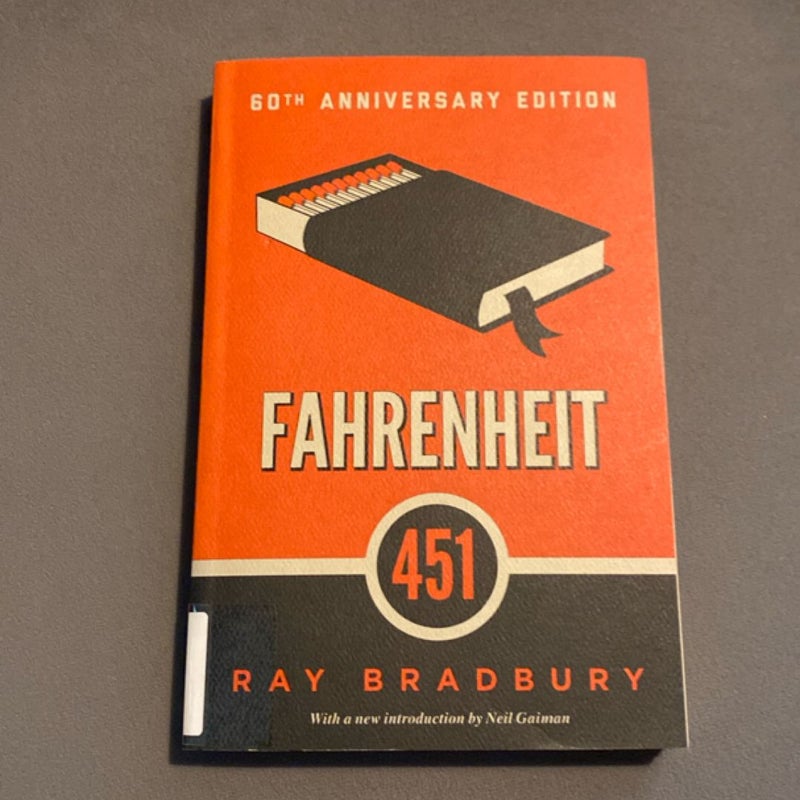 60TH ANNIVERSARY EDITION
FAHRENHEIT
451
RAY BRADBURY
With a new introduction by Neil Gaiman